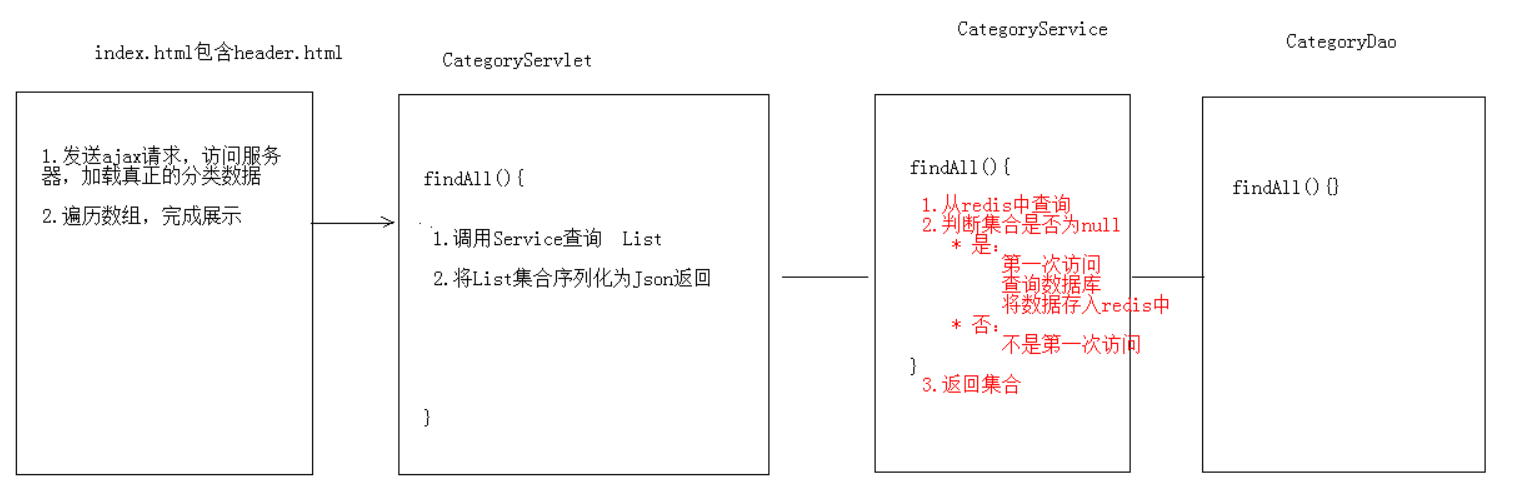 index.html包含header.html
1.发送ajax请求，访问服务
器，加载真正的分类数据
2.遍历数组，完成展示
CategoryServlet
findAll(){
1.调用Service查询 List
2.将List集合序列化为Json返回
}
CategoryService
findAll(){
1.从redis中查询
2.判断集合是否为null
* 是：
第一次访问
查询数据库
将数据存入redis中
* 否：
不是第一次访问
}
3.返回集合
CategoryDao
findAll(){}